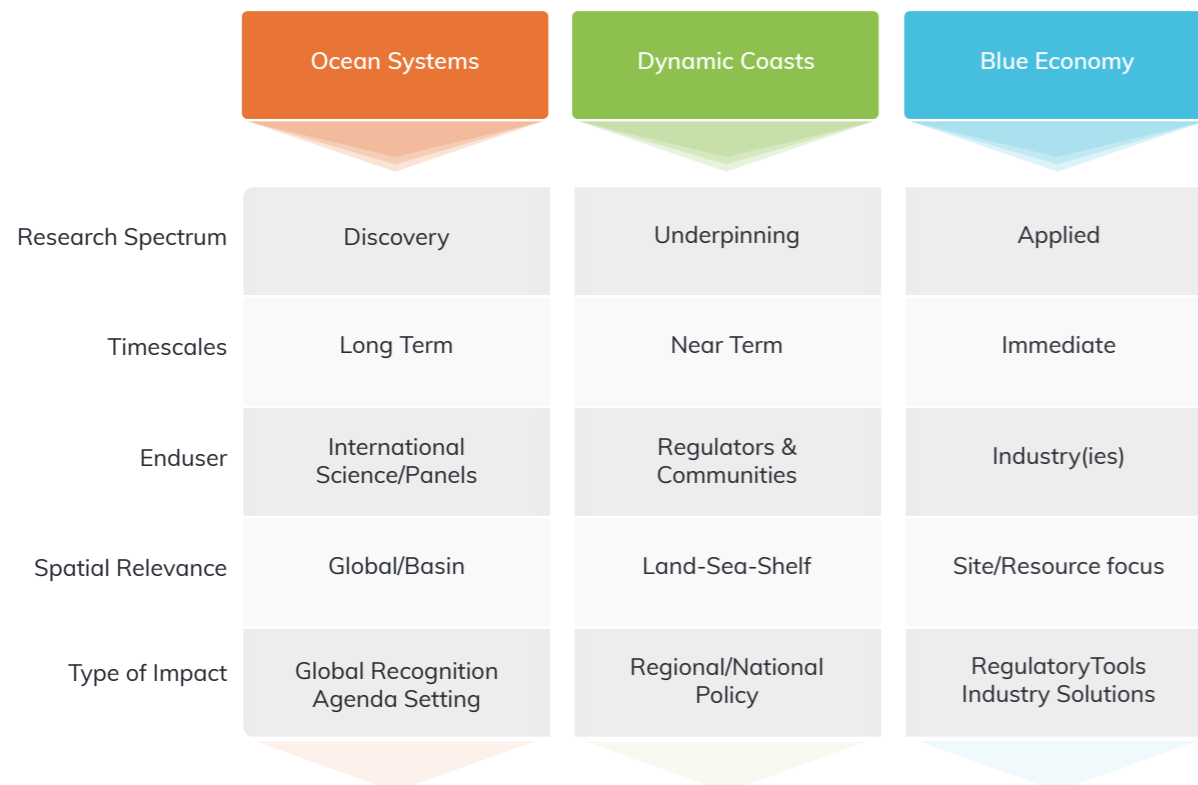 Ocean Systems
Dynamic Coasts
Blue Economy
Research Spectrum
Discovery
Underpinning
Applied
Timescales
Long Term
Near Term
Immediate
Enduser
International
Science/Panels
Regulators &
Communities
Industry(ies)
Spatial Relevance
Global/Basin
Land-Sea-Shelf
Site/Resource focus
Type of Impact
Global Recognition
Agenda Setting
Regional/National
Policy
RegulatoryTools
Industry Solutions